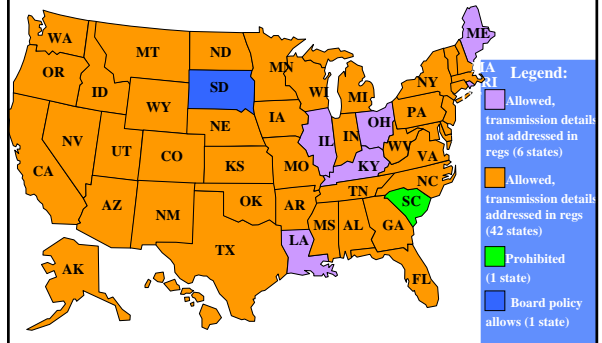 WA
MT
ND
MN
ME
OR
ID
WY
SD
WI
MI
NY
MA
RI
NV
UT
CO
NE
IA
IL
IN
OH
PA
WV
VA
CA
KS
MO
KY
NC
AZ
NM
OK
AR
TN
SC
TX
LA
MS
AL
GA
AK
FL
Legend:
Allowed,
transmission details
not addressed in
regs (6 states)
Allowed,
transmission details
addressed in regs
(42 states)
Prohibited
(1 state)
Board policy
allows (1 state)